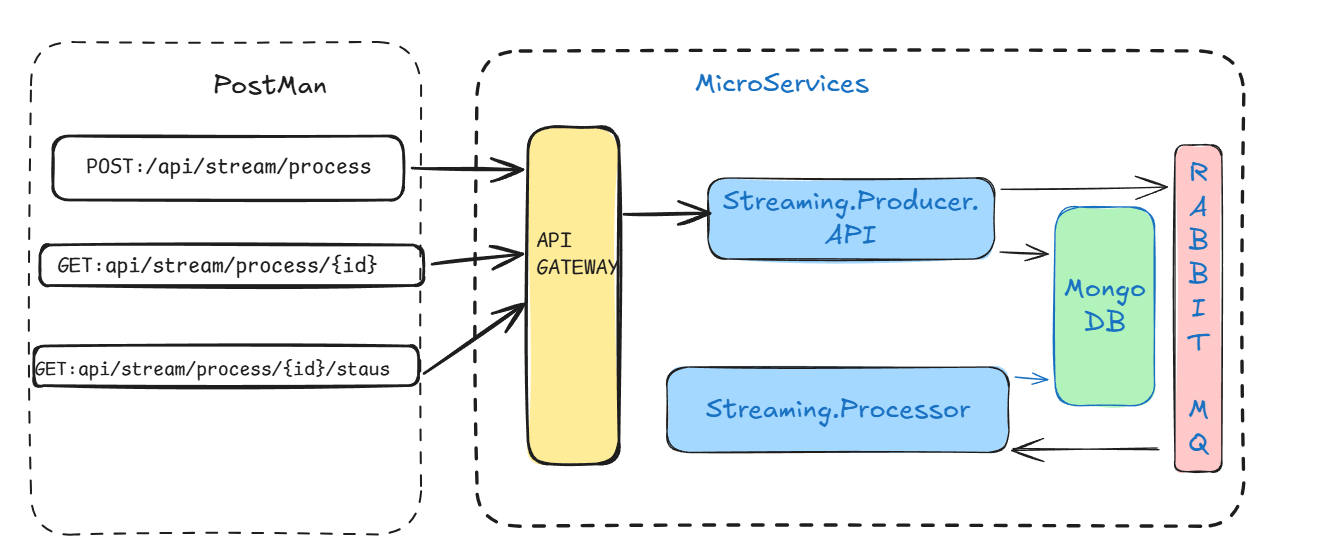 PostMan
POST:/api/stream/process
GET:api/stream/process/{id}
GET:api/stream/process/{id}/staus
MicroServices
API
GATEWAY
Streaming.Producer.
API
Streaming.Processor
Mongo
DB
R
A
B
B
I
T
M
Q